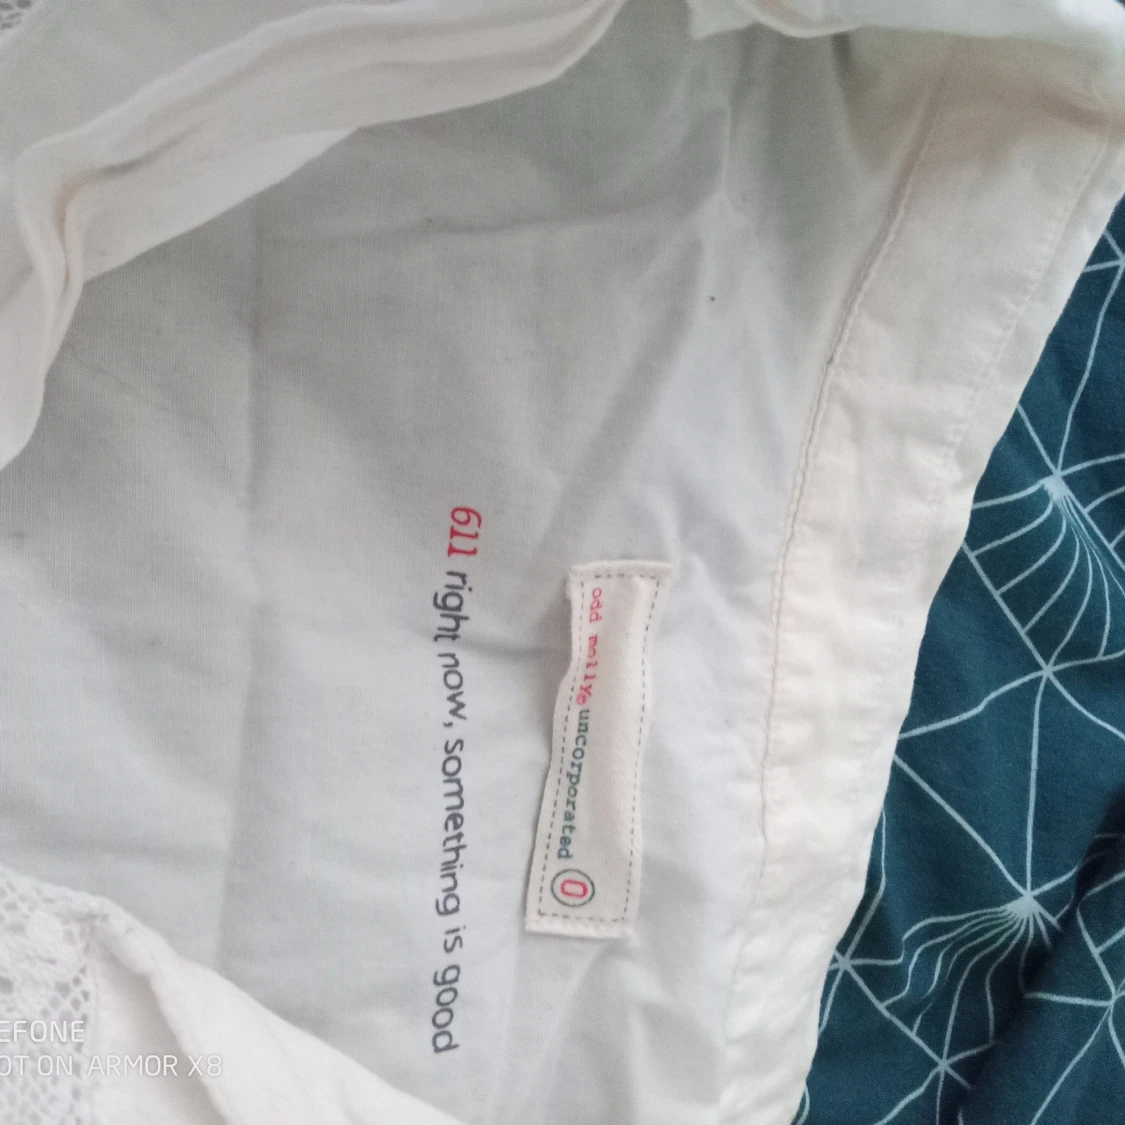 611 right now, something is good
odd molly® uncorporated 0
EFONE
OT ON ARMOR X8